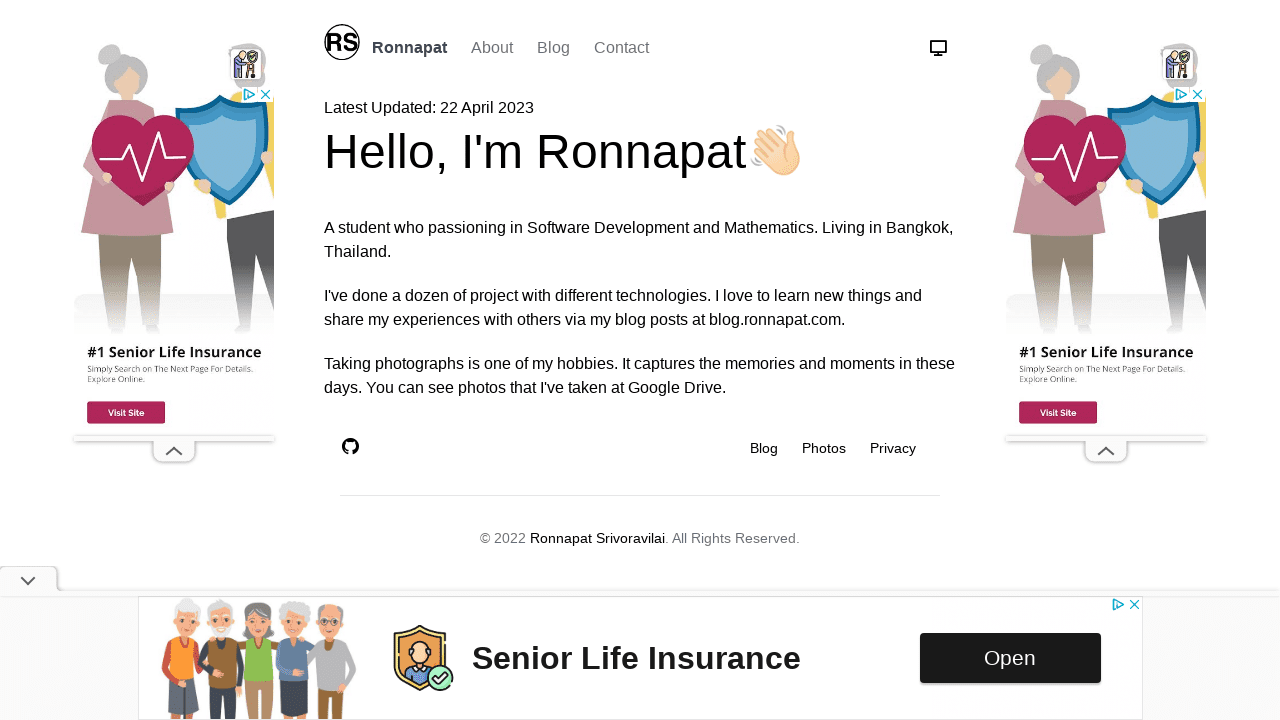 RS Ronnapat About Blog Contact
Latest Updated: 22 April 2023
Hello, I'm Ronnapat👋🏻
A student who passioning in Software Development and Mathematics. Living in Bangkok,
Thailand.
I've done a dozen of project with different technologies. I love to learn new things and
share my experiences with others via my blog posts at blog.ronnapat.com.
Taking photographs is one of my hobbies. It captures the memories and moments in these
days. You can see photos that I've taken at Google Drive.
Blog Photos Privacy
© 2022 Ronnapat Srivoravilai. All Rights Reserved.
#1 Senior Life Insurance
Simply Search on The Next Page For Details.
Explore Online.
Visit Site
#1 Senior Life Insurance
Simply Search on The Next Page For Details.
Explore Online.
Visit Site
Senior Life Insurance
Open